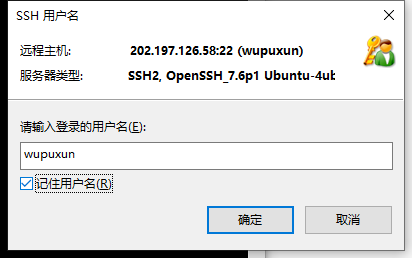 SSH 用户名
远程主机: 202.197.126.58:22 (wupuxun)
服务器类型: SSH2, OpenSSH_7.6p1 Ubuntu-4ub
请输入登录的用户名(E):
wupuxun
记住用户名(R)
确定 取消